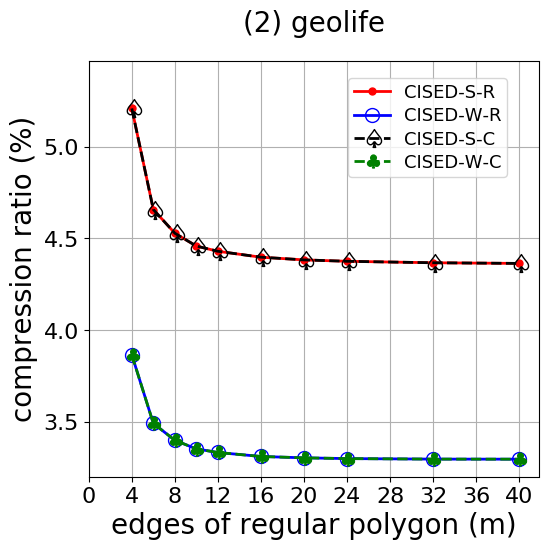 (2) geolife
compression ratio (%)
5.0
4.5
4.0
3.5
CISED-S-R
CISED-W-R
CISED-S-C
CISED-W-C
0 4 8 12 16 20 24 28 32 36 40
edges of regular polygon (m)